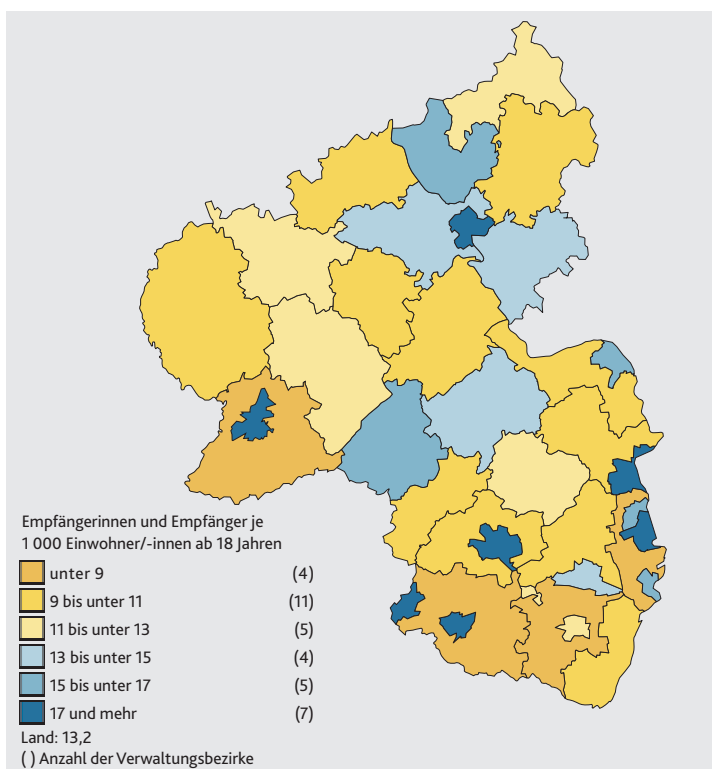 Empfängerinnen und Empfänger je
1 000 Einwohner/-innen ab 18 Jahren
unter 9 (4)
9 bis unter 11 (11)
11 bis unter 13 (5)
13 bis unter 15 (4)
15 bis unter 17 (5)
17 und mehr (7)
Land: 13,2
( ) Anzahl der Verwaltungsbezirke